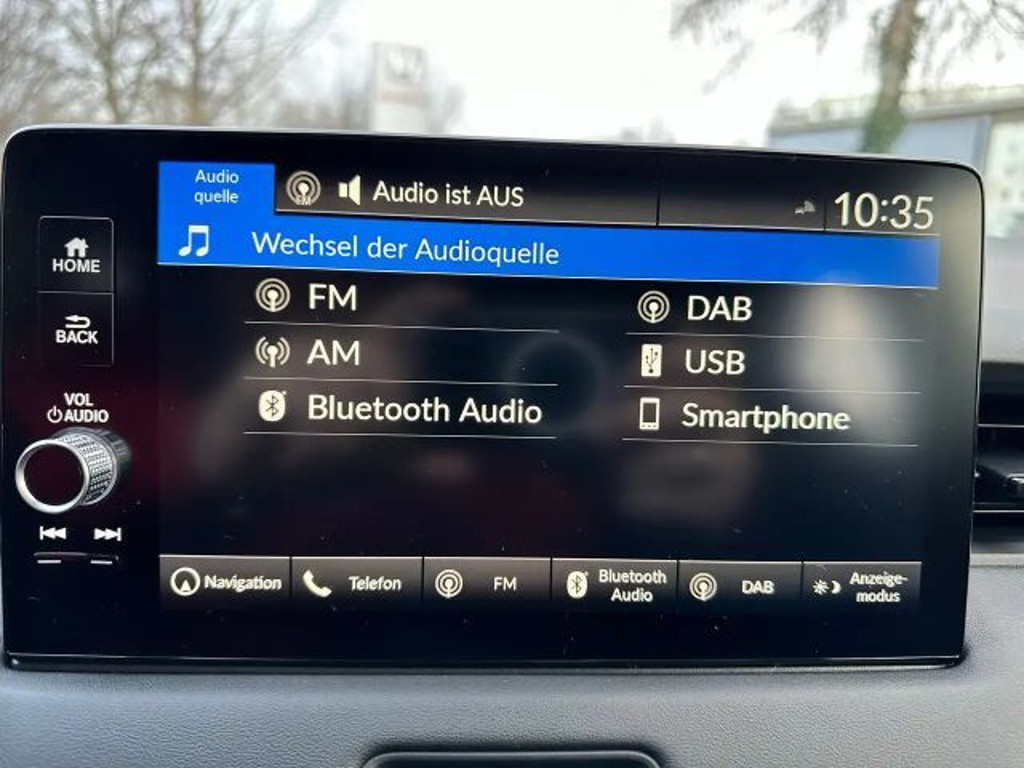 Audio
quelle
Audio ist AUS
10:35
Wechsel der Audioquelle
HOME
BACK
VOL
AUDIO
FM
DAB
AM
USB
Bluetooth Audio
Smartphone
Navigation
Telefon
FM
Bluetooth
Audio
DAB
Anzeige-
modus